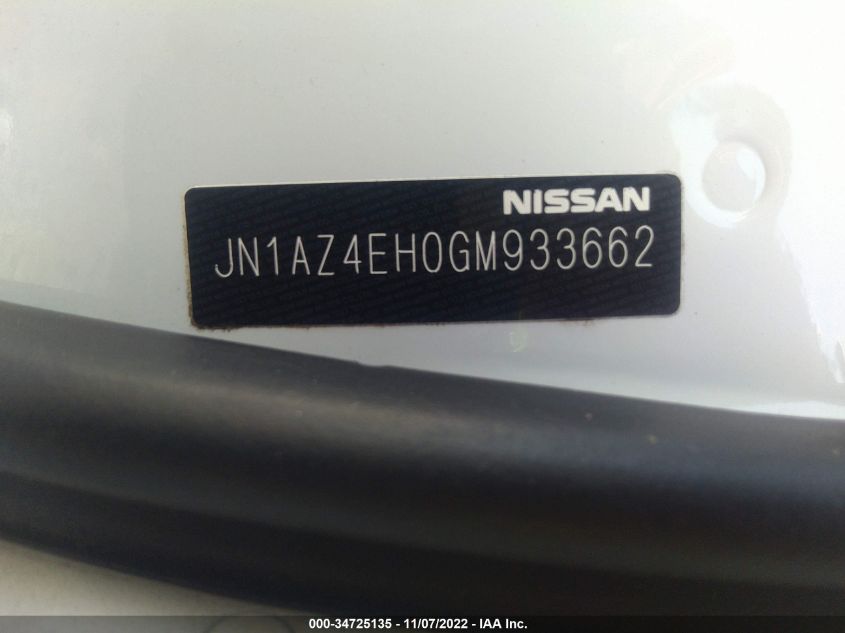 NISSAN
JN1AZ4EH0GM933662
000-34725135 - 11/07/2022 - IAA Inc.